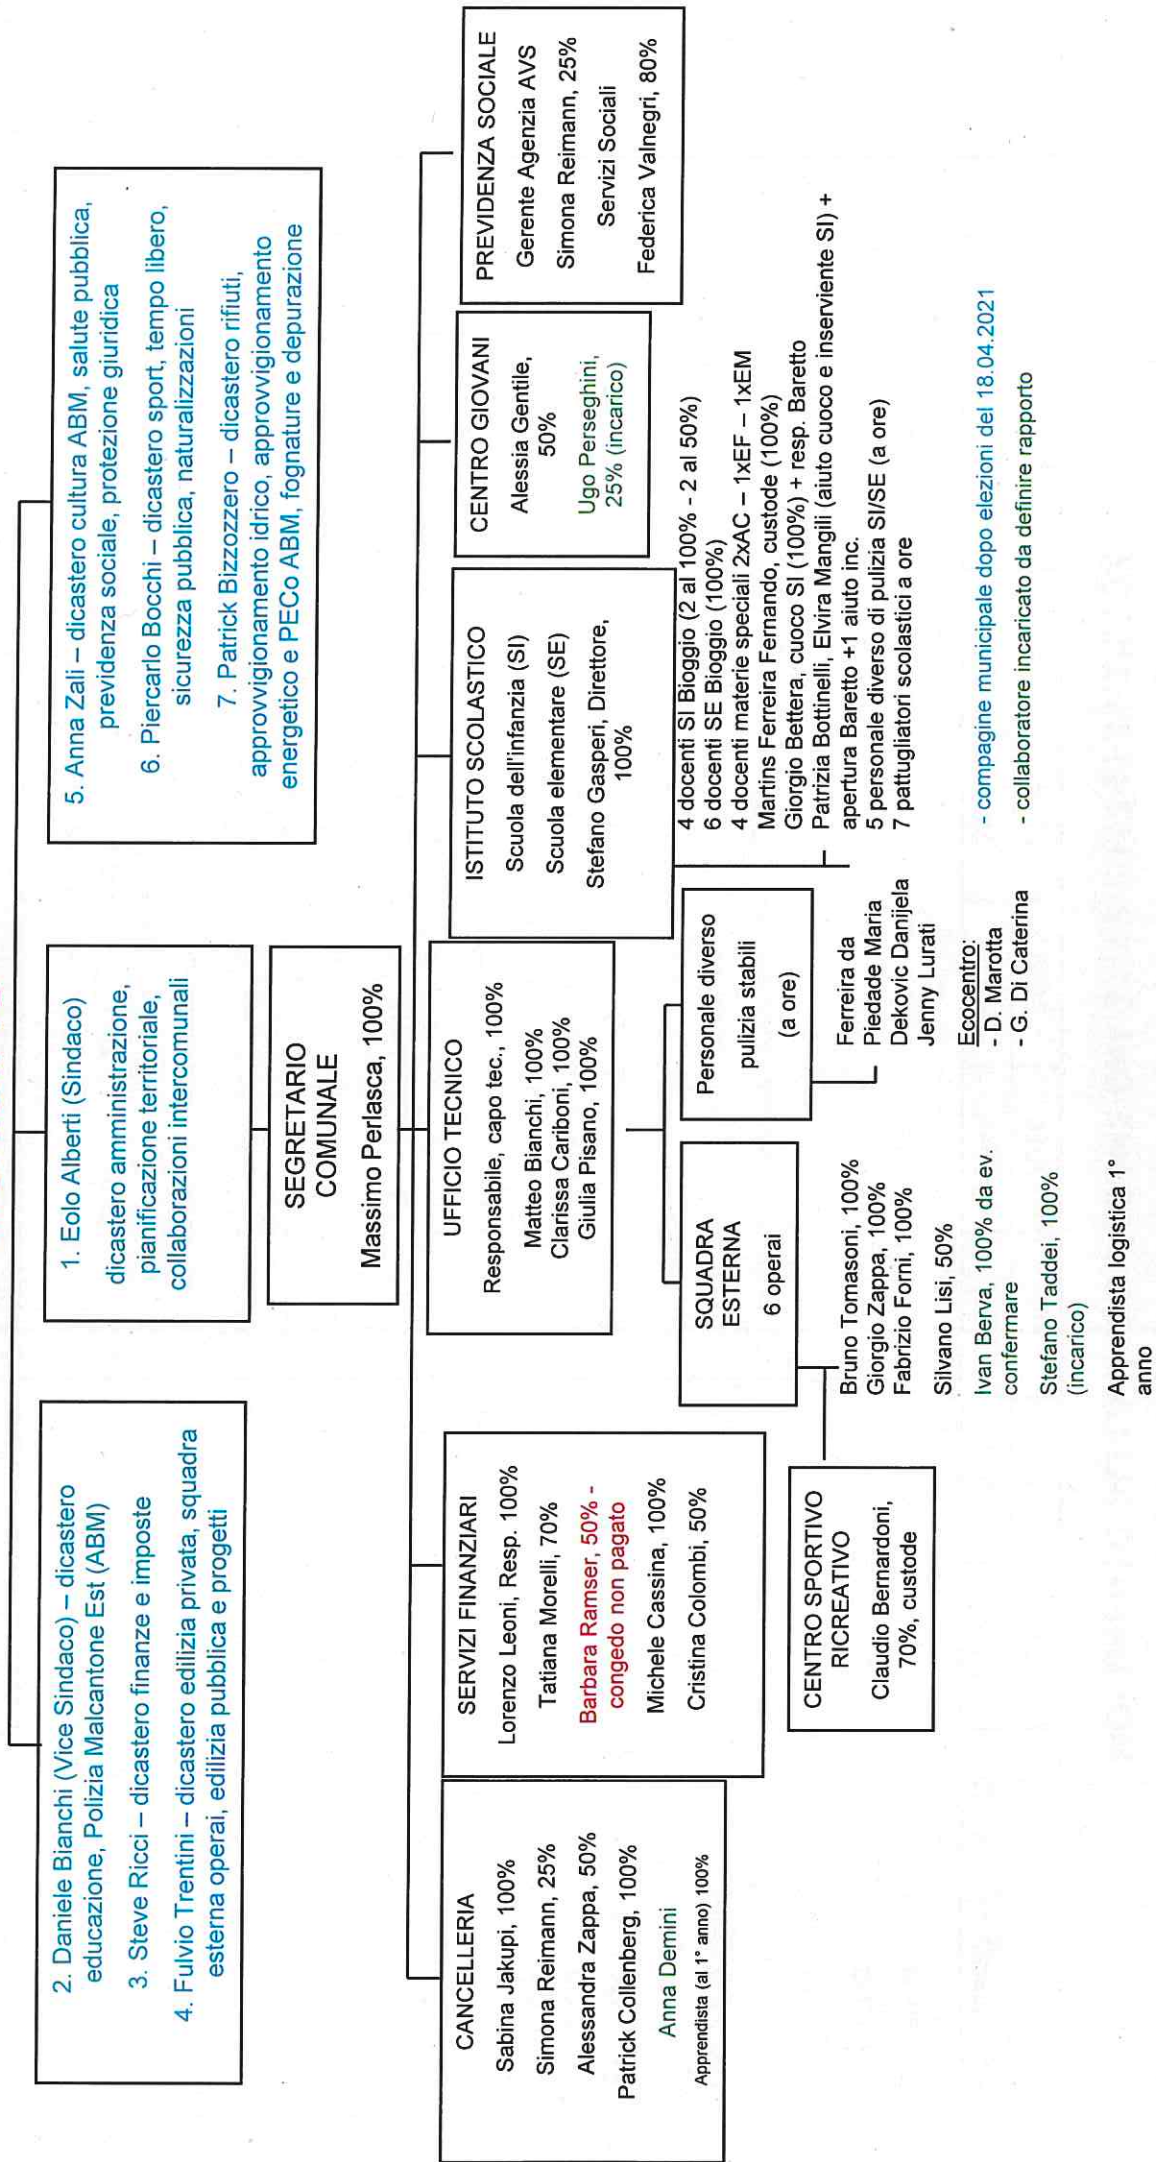 2. Daniele Bianchi (Vice Sindaco) – dicastero
educazione, Polizia Malcantone Est (ABM)
3. Steve Ricci – dicastero finanze e imposte
4. Fulvio Trentini – dicastero edilizia privata, squadra
esterna operai, edilizia pubblica e progetti
1. Eolo Alberti (Sindaco)
dicastero amministrazione,
pianificazione territoriale,
collaborazioni intercomunali
5. Anna Zali – dicastero cultura ABM, salute pubblica,
previdenza sociale, protezione giuridica
6. Piercarlo Bocchi – dicastero sport, tempo libero,
sicurezza pubblica, naturalizzazioni
7. Patrick Bizzozzero – dicastero rifiuti,
approvvigionamento idrico, approvvigionamento
energetico e PECo ABM, fognature e depurazione
SEGRETARIO
COMUNALE
Massimo Perlasca, 100%
CANCELLERIA
Sabina Jakupi, 100%
Simona Reimann, 25%
Alessandra Zappa, 50%
Patrick Collenberg, 100%
Anna Demini
Apprendista (al 1° anno) 100%
SERVIZI FINANZIARI
Lorenzo Leoni, Resp. 100%
Tatiana Morelli, 70%
Barbara Ramser, 50% -
congedo non pagato
Michele Cassina, 100%
Cristina Colombi, 50%
UFFICIO TECNICO
Responsabile, capo tec., 100%
Matteo Bianchi, 100%
Clarissa Cariboni, 100%
Giulia Pisano, 100%
ISTITUTO SCOLASTICO
Scuola dell'infanzia (SI)
Scuola elementare (SE)
Stefano Gasperi, Direttore,
100%
CENTRO GIOVANI
Alessia Gentile,
50%
Ugo Perseghini,
25% (incarico)
PREVIDENZA SOCIALE
Gerente Agenzia AVS
Simona Reimann, 25%
Servizi Sociali
Federica Valnegri, 80%
CENTRO SPORTIVO
RICREATIVO
Claudio Bernardoni,
70%, custode
SQUADRA
ESTERNA
6 operai
Bruno Tomasoni, 100%
Giorgio Zappa, 100%
Fabrizio Forni, 100%
Silvano Lisi, 50%
Ivan Berva, 100% da ev.
confermare
Stefano Taddei, 100%
(incarico)
Apprendista logistica 1°
anno
Personale diverso
pulizia stabili
(a ore)
Ferreira da
Piedade Maria
Dekovic Danijela
Jenny Lurati
Ecocentro:
- D. Marotta
- G. Di Caterina
4 docenti SI Bioggio (2 al 100% - 2 al 50%)
6 docenti SE Bioggio (100%)
4 docenti materie speciali 2xAC – 1xEF – 1xEM
Martins Ferreira Fernando, custode (100%)
Giorgio Bettera, cuoco SI (100%) + resp. Baretto
Patrizia Bottinelli, Elvira Mangili (aiuto cuoco e inserviente SI) +
apertura Baretto +1 aiuto inc.
5 personale diverso di pulizia SI/SE (a ore)
7 pattugliatori scolastici a ore
- compagine municipale dopo elezioni del 18.04.2021
- collaboratore incaricato da definire rapporto